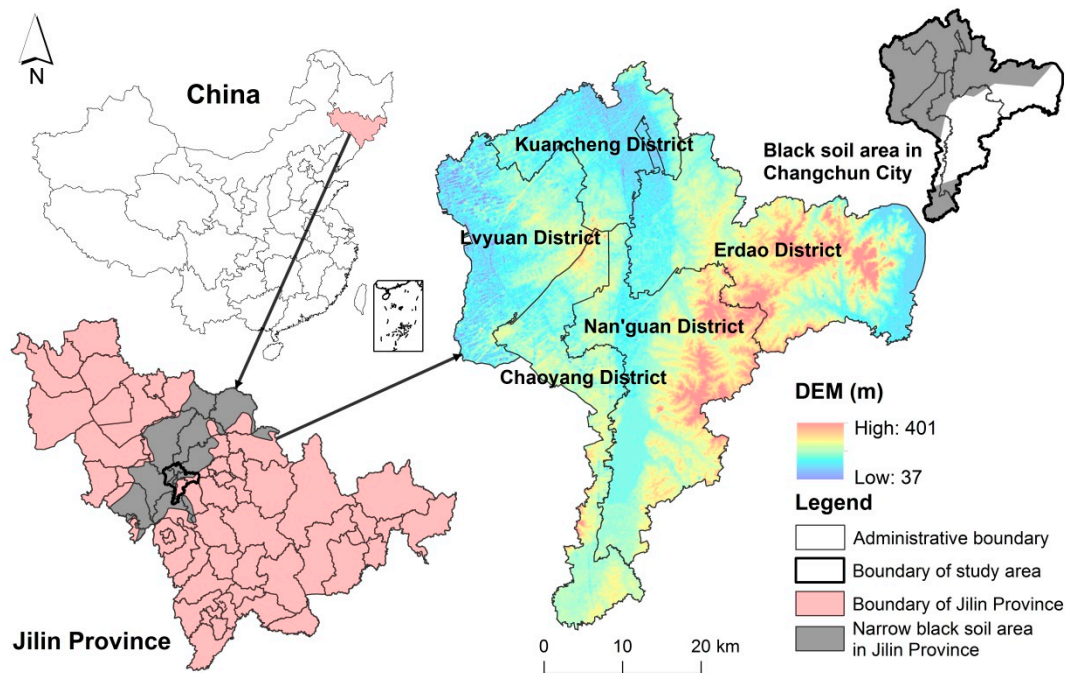 N
China
Kuancheng District
Black soil area in
Changchun City
Lvyuan District
Erdao District
Nan'guan District
Chaoyang District
DEM (m)
High: 401
Low: 37
Legend
Administrative boundary
Boundary of study area
Boundary of Jilin Province
Narrow black soil area
in Jilin Province
Jilin Province
0 10 20 km